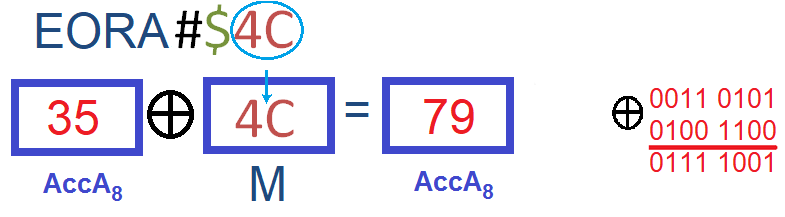 EORA#$4C
35 ⊕ 4C = 79
AccA₈ M AccA₈
⊕ 0011 0101
0100 1100
0111 1001